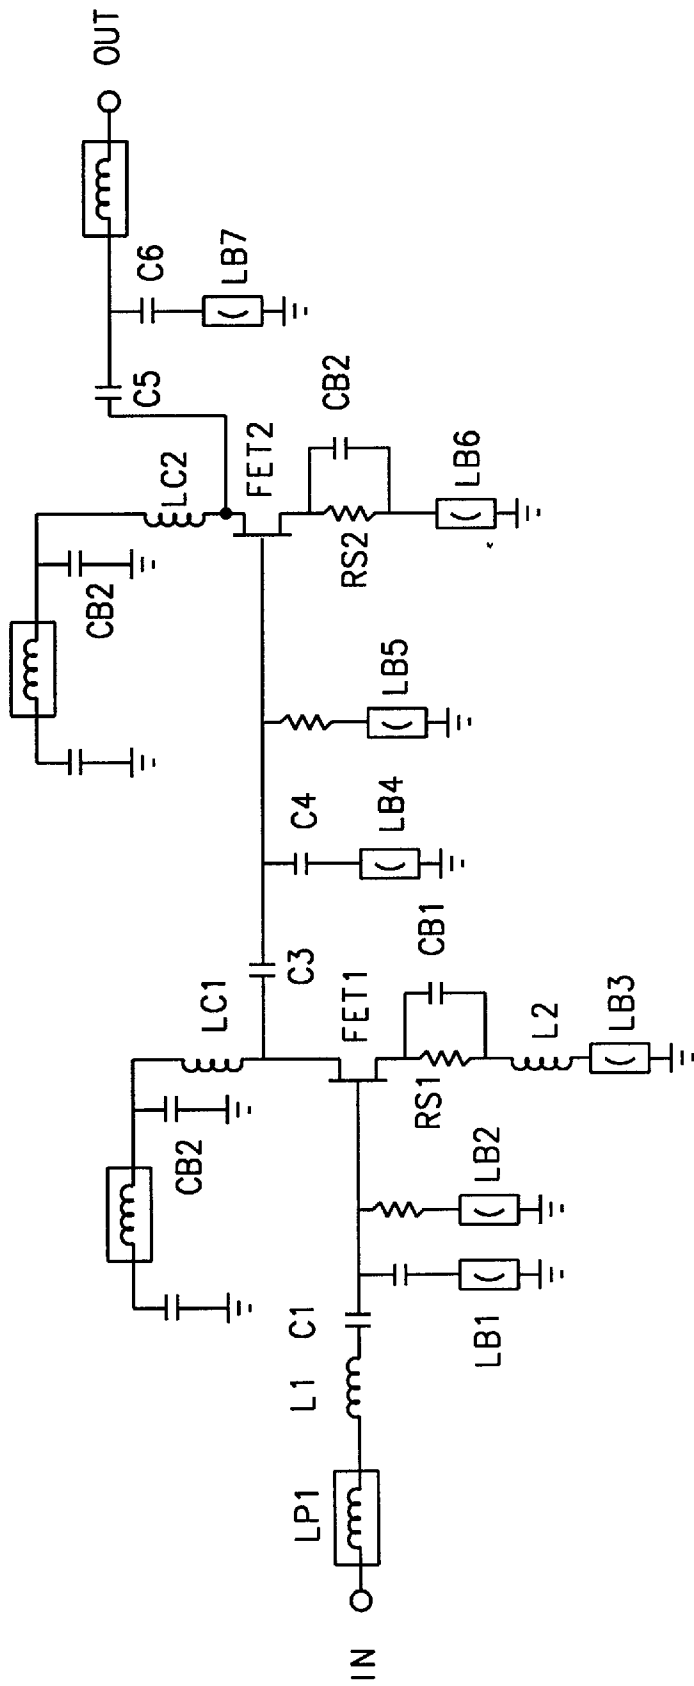 IN
LP1
L1
C1
LB1
LB2
CB2
LC1
FET1
RS1
CB1
L2
LB3
C3
C4
LB4
LB5
CB2
LC2
FET2
RS2
CB2
LB6
C5
C6
LB7
OUT